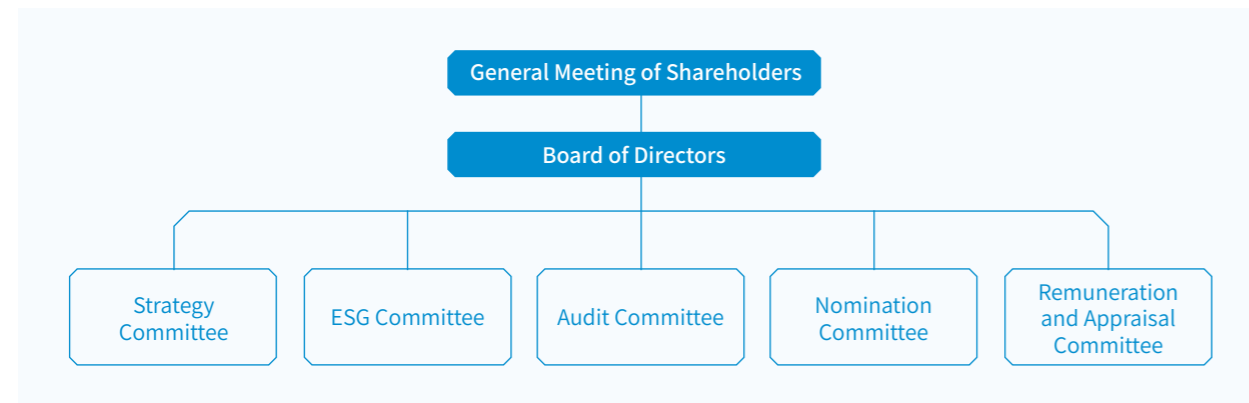 General Meeting of Shareholders
Board of Directors
Strategy
Committee
ESG Committee
Audit Committee
Nomination
Committee
Remuneration
and Appraisal
Committee